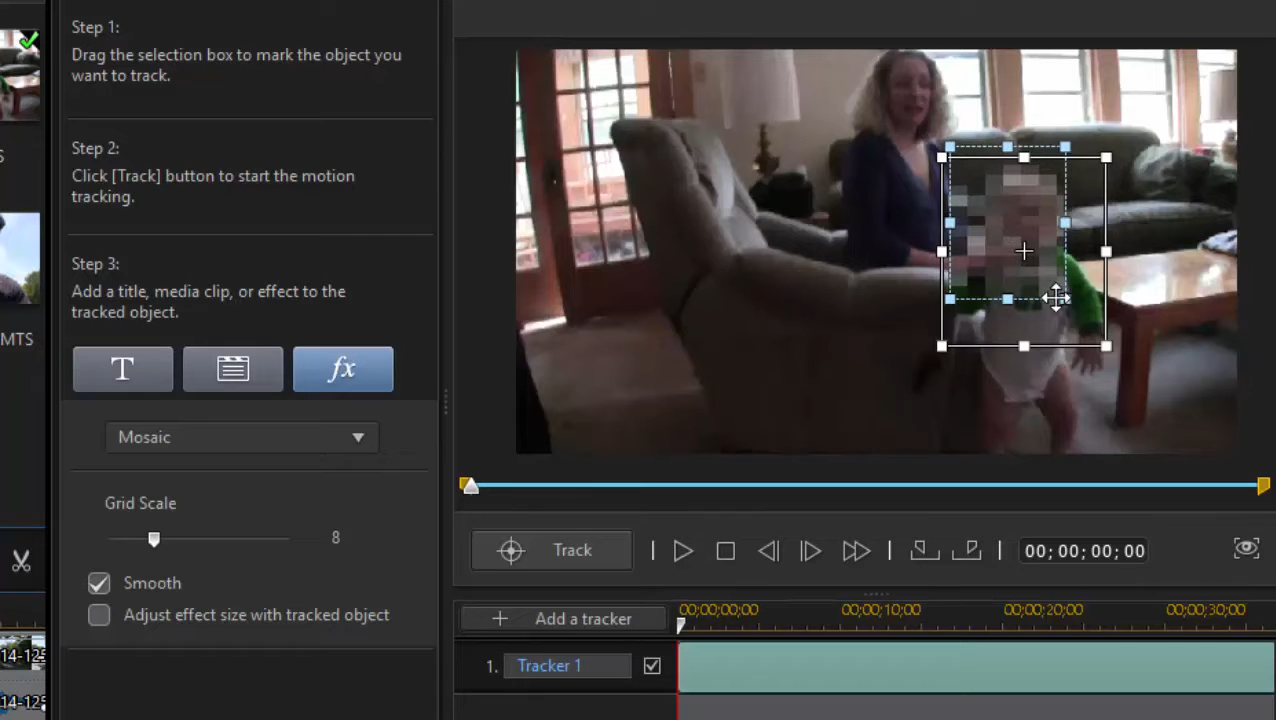 Step 1:
Drag the selection box to mark the object you
want to track.
Step 2:
Click [Track] button to start the motion
tracking.
Step 3:
Add a title, media clip, or effect to the
tracked object.
S
MTS
T
fx
Mosaic
Grid Scale
8
Smooth
Adjust effect size with tracked object
Track
00;00;00;00
Add a tracker
00;00;00;00 00;00;10;00 00;00;20;00 00;00;30;00
1. Tracker 1
14-125
14-125